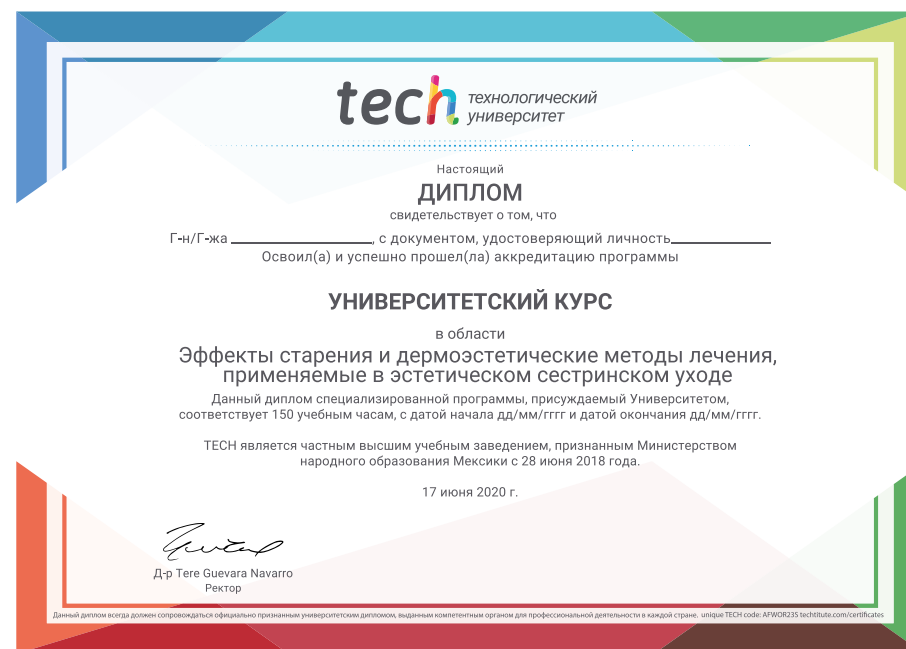 tech технологический
университет
Настоящий
ДИПЛОМ
свидетельствует о том, что
Г-н/Г-жа ____________________, с документом, удостоверяющий личность______________
Освоил(а) и успешно прошел(ла) аккредитацию программы
УНИВЕРСИТЕТСКИЙ КУРС
в области
Эффекты старения и дермоэстетические методы лечения,
применяемые в эстетическом сестринском уходе
Данный диплом специализированной программы, присуждаемый Университетом,
соответствует 150 учебным часам, с датой начала дд/мм/гггг и датой окончания дд/мм/гггг.
TECH является частным высшим учебным заведением, признанным Министерством
народного образования Мексики с 28 июня 2018 года.
17 июня 2020 г.
Д-р Tere Guevara Navarro
Ректор
Данный диплом всегда должен сопровождаться официально признанным университетским дипломом, выданным компетентным органом для профессиональной деятельности в каждой стране. unique TECH code: AFWOR23S techtitute.com/certificates